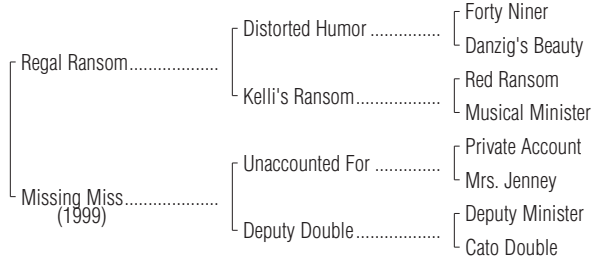 Forty Niner
Distorted Humor ...............
Danzig's Beauty
Regal Ransom...................
Red Ransom
Kelli's Ransom..................
Musical Minister
Private Account
Unaccounted For ..............
Mrs. Jenney
Missing Miss....................
(1999)
Deputy Minister
Deputy Double..................
Cato Double